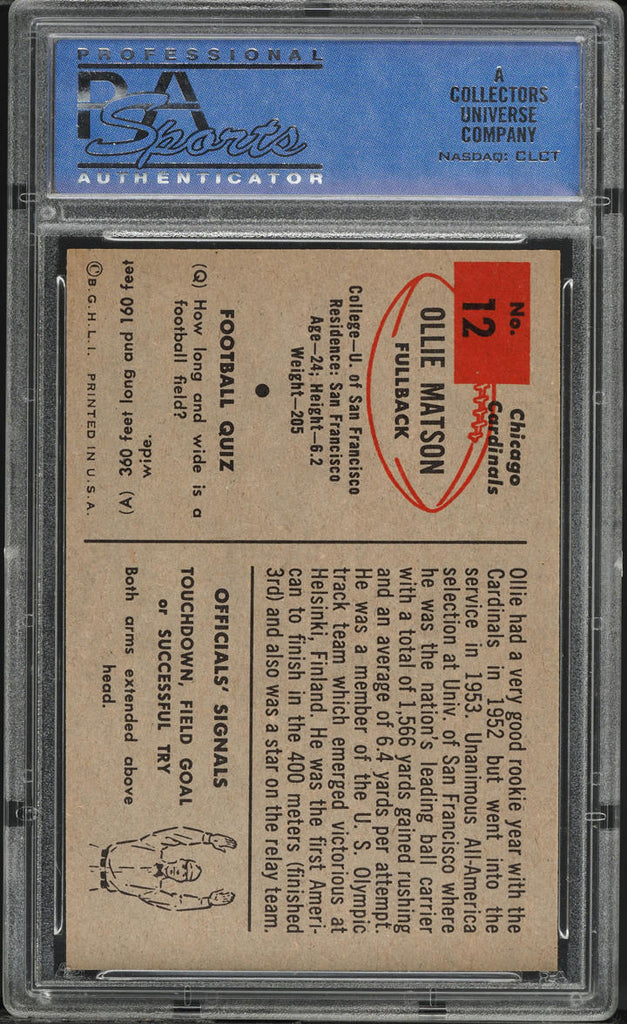 PROFESSIONAL
PSA
Sports
AUTHENTICATOR
A
COLLECTORS
UNIVERSE
COMPANY
NASDAQ: CLCT
No.
12
Chicago
Cardinals
OLLIE MATSON
FULLBACK
College—U. of San Francisco
Residence: San Francisco
Age—24; Height—6.2
Weight—205
FOOTBALL QUIZ
(Q) How long and wide is a
football field?
(A) 360 feet long and 160 feet
wide.
©B.G.H.L.I. PRINTED IN U.S.A.
Ollie had a very good rookie year with the
Cardinals in 1952 but went into the
service in 1953. Unanimous All-America
selection at Univ. of San Francisco where
he was the nation's leading ball carrier
with a total of 1,566 yards gained rushing
and an average of 6.4 yards per attempt.
He was a member of the U. S. Olympic
track team which emerged victorious at
Helsinki, Finland. He was the first Ameri-
can to finish in the 400 meters (finished
3rd) and also was a star on the relay team.
OFFICIALS' SIGNALS
TOUCHDOWN, FIELD GOAL
or SUCCESSFUL TRY
Both arms extended above
head.